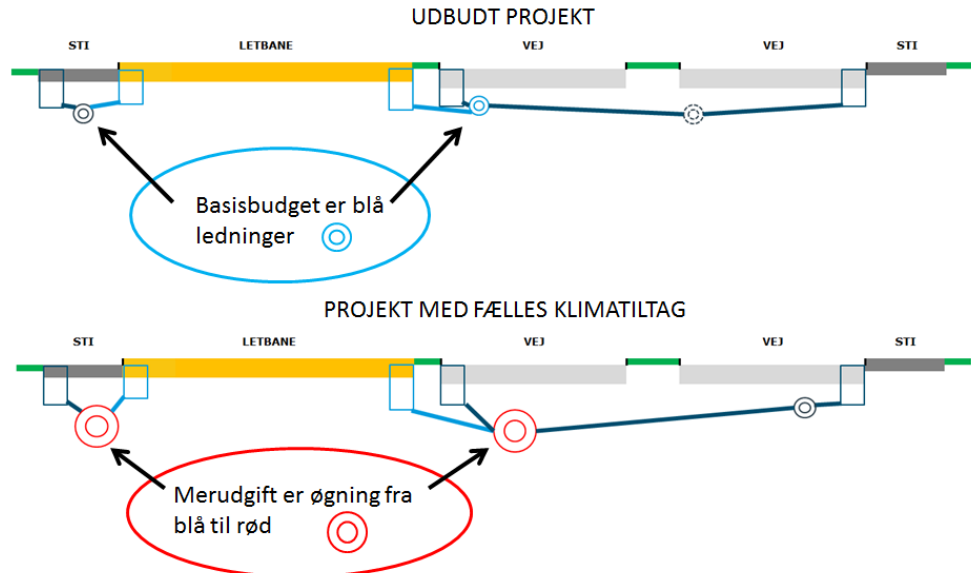 UDBUDT PROJEKT
STI LETBANE VEJ VEJ STI
Basisbudget er blå
ledninger
PROJEKT MED FÆLLES KLIMATILTAG
STI LETBANE VEJ VEJ STI
Merudgift er øgning fra
blå til rød